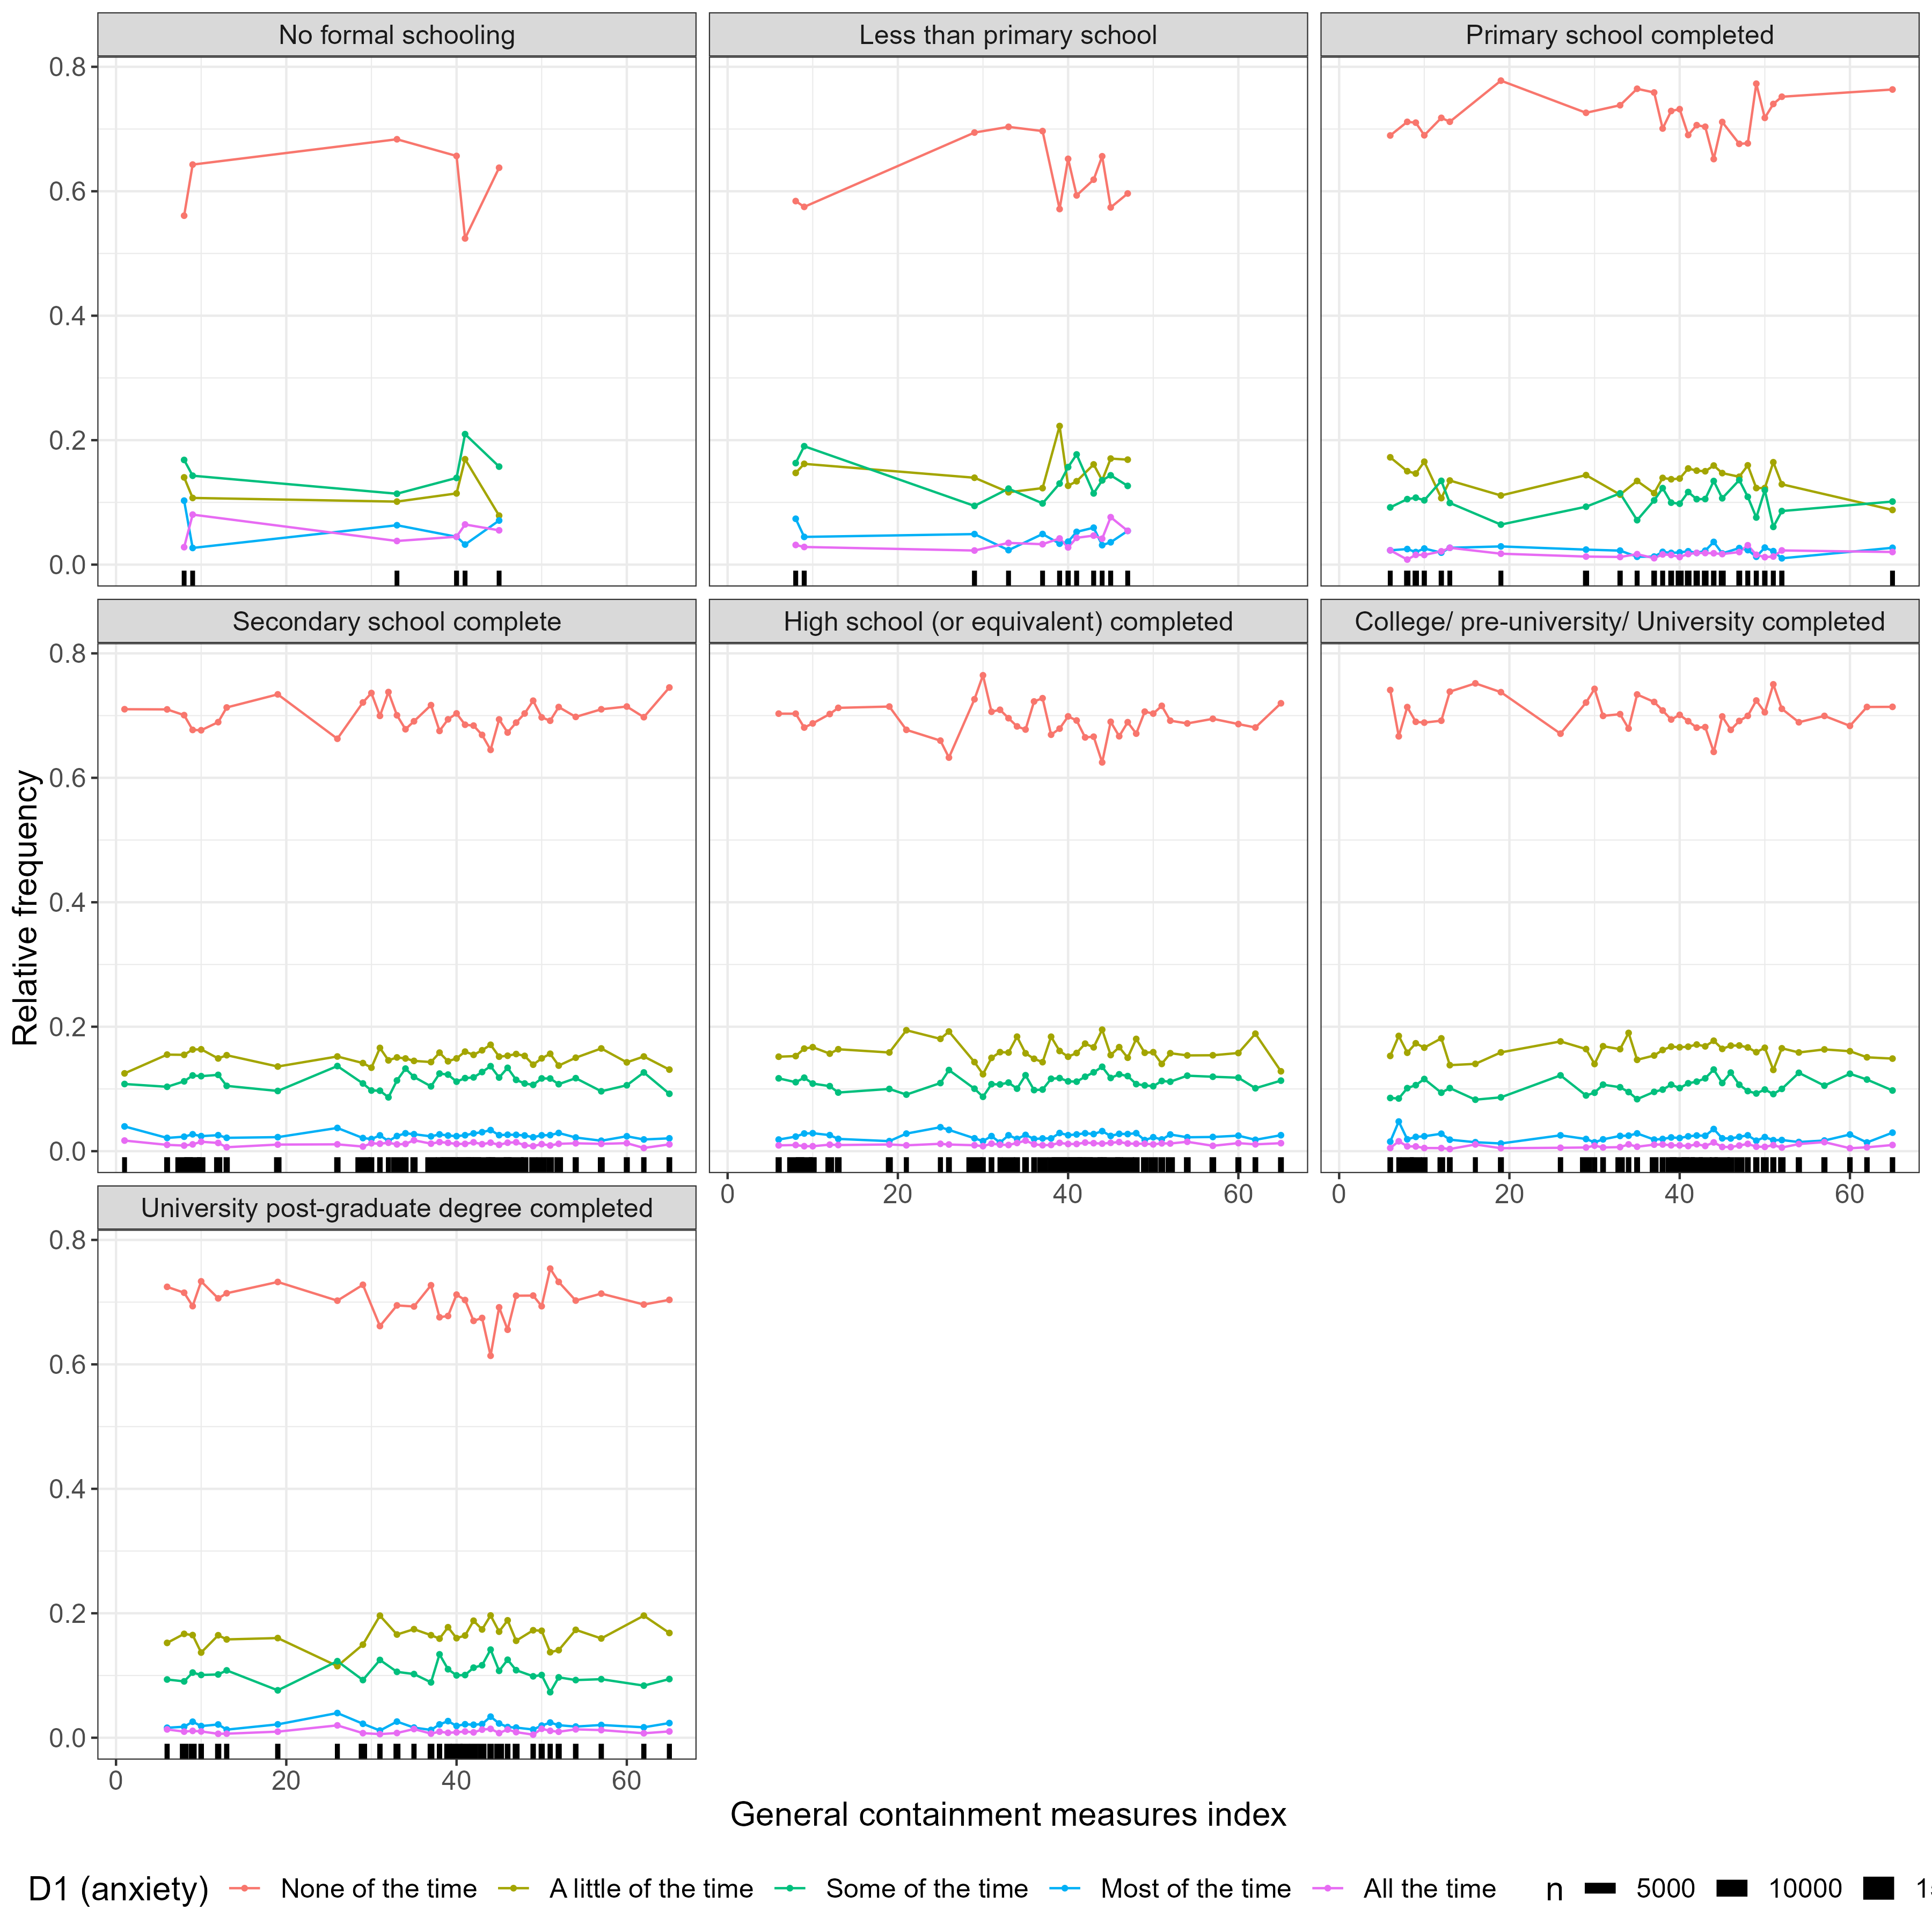 No formal schooling
Less than primary school
Primary school completed
0.8
0.6
0.4
0.2
0.0
Secondary school complete
High school (or equivalent) completed
College/ pre-university/ University completed
0.8
0.6
0.4
0.2
0.0
0 20 40 60
0 20 40 60
University post-graduate degree completed
0.8
0.6
0.4
0.2
0.0
0 20 40 60
Relative frequency
General containment measures index
D1 (anxiety) None of the time A little of the time Some of the time Most of the time All the time n 5000 10000